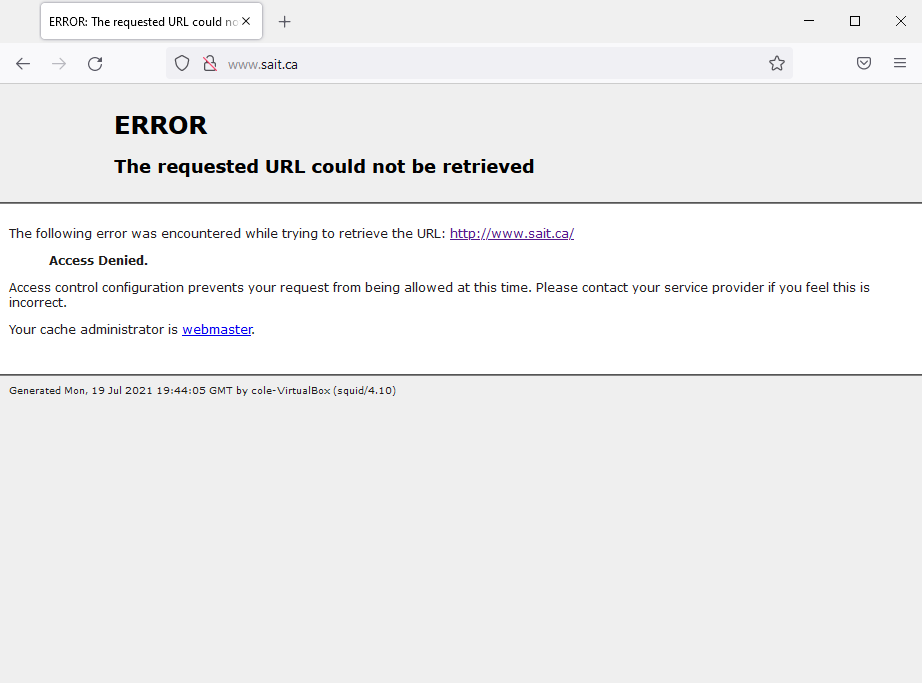 ERROR: The requested URL could no
www.sait.ca
ERROR
The requested URL could not be retrieved
The following error was encountered while trying to retrieve the URL: http://www.sait.ca/
Access Denied.
Access control configuration prevents your request from being allowed at this time. Please contact your service provider if you feel this is
incorrect.
Your cache administrator is webmaster.
Generated Mon, 19 Jul 2021 19:44:05 GMT by cole-VirtualBox (squid/4.10)